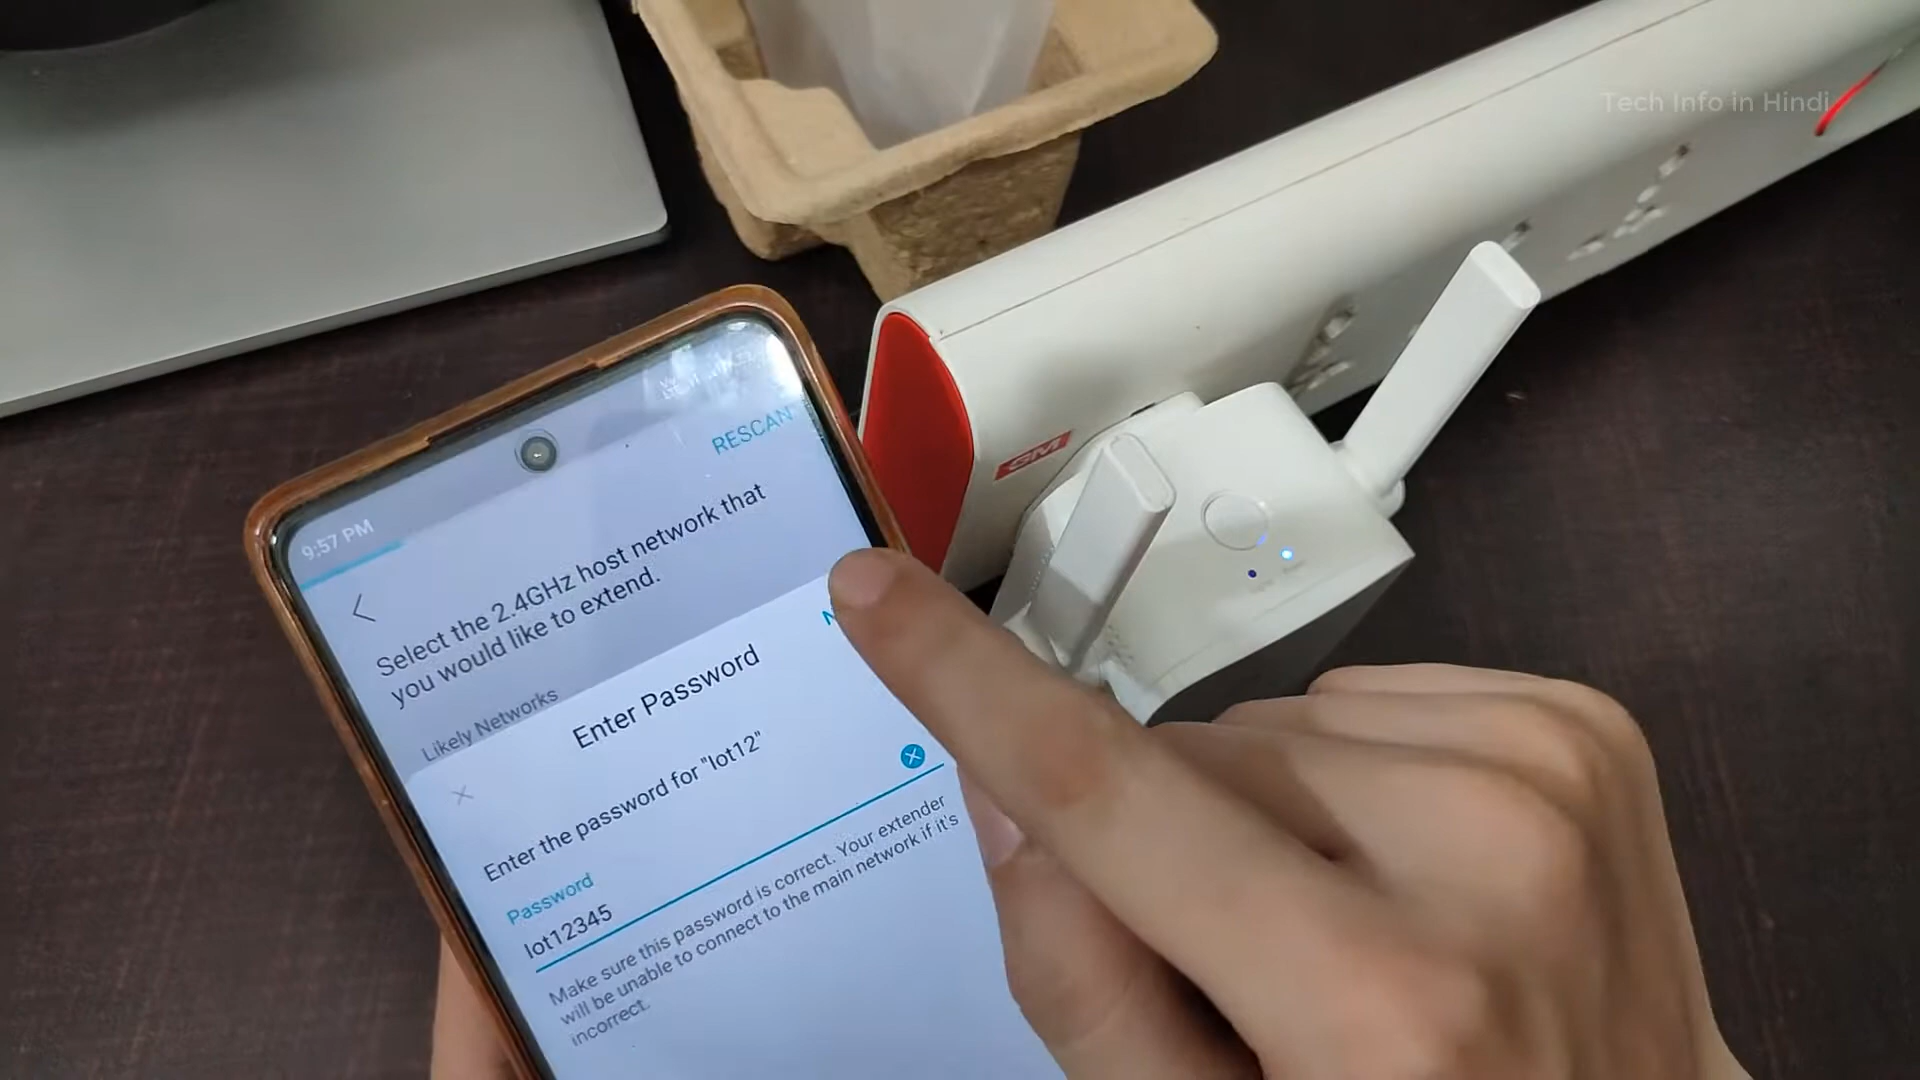 Tech Info in Hindi
GM
9:57 PM
RESCAN
Select the 2.4GHz host network that
you would like to extend.
Likely Networks
Enter Password
Enter the password for "lot12"
Password
lot12345
Make sure this password is correct. Your extender
will be unable to connect to the main network if it's
incorrect.